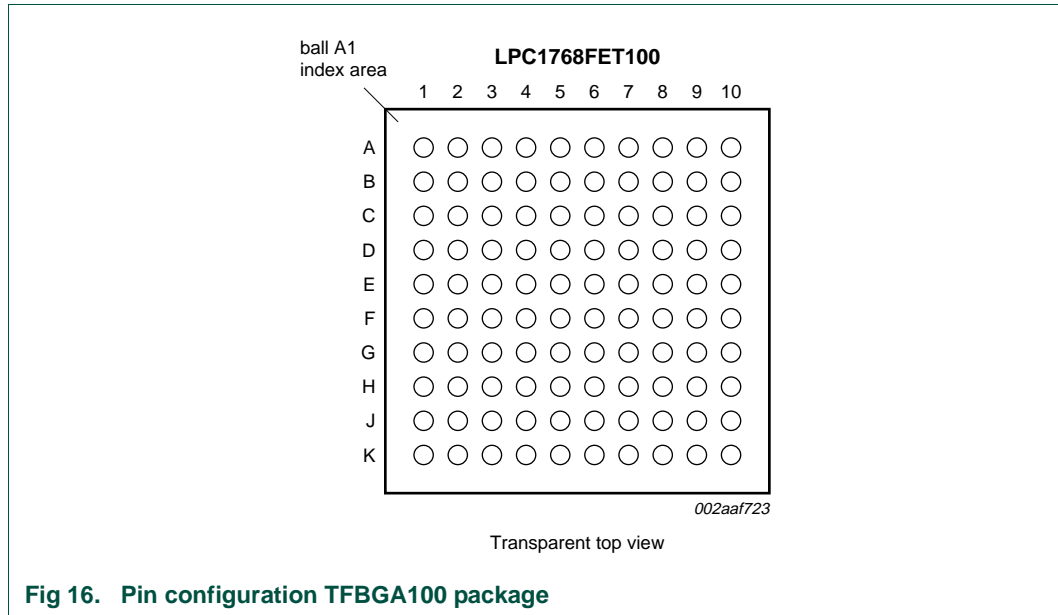 ball A1
index area
LPC1768FET100
1 2 3 4 5 6 7 8 9 10
A
B
C
D
E
F
G
H
J
K
002aaf723
Transparent top view
Fig 16. Pin configuration TFBGA100 package